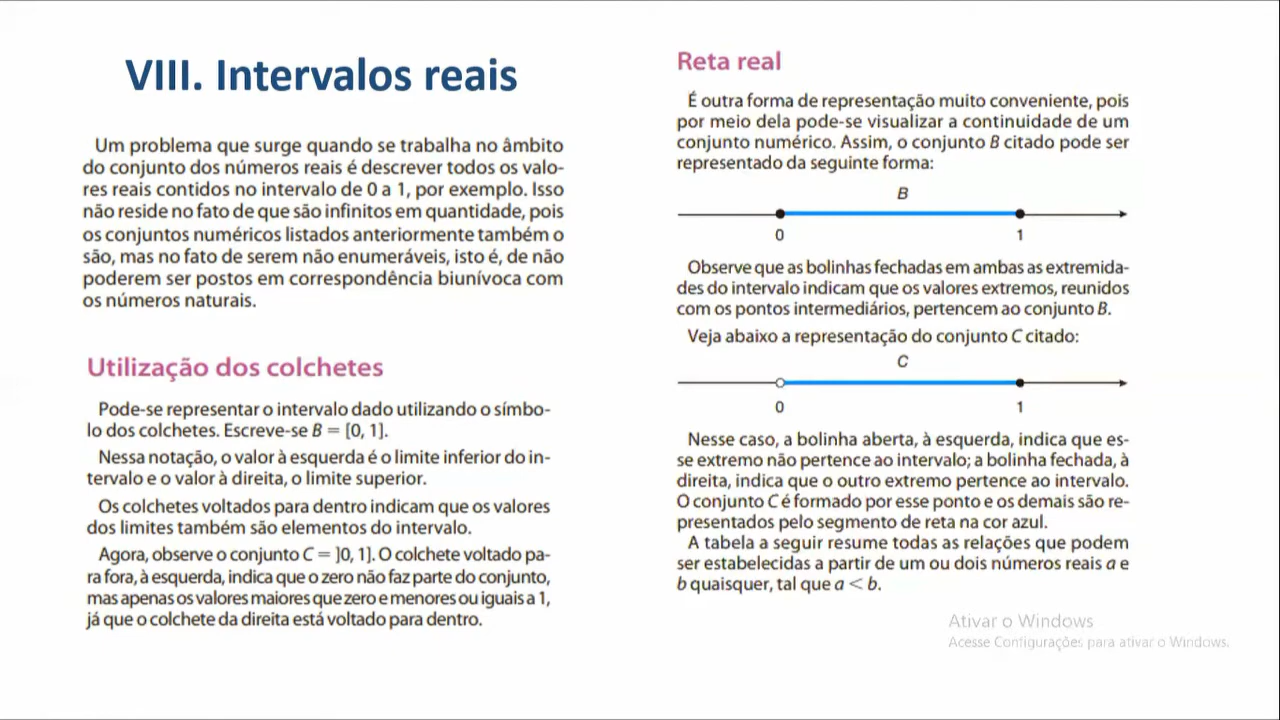 VIII. Intervalos reais
Um problema que surge quando se trabalha no âmbito
do conjunto dos números reais é descrever todos os valo-
res reais contidos no intervalo de 0 a 1, por exemplo. Isso
não reside no fato de que são infinitos em quantidade, pois
os conjuntos numéricos listados anteriormente também o
são, mas no fato de serem não enumeráveis, isto é, de não
poderem ser postos em correspondência biunívoca com
os números naturais.
Utilização dos colchetes
Pode-se representar o intervalo dado utilizando o símbo-
lo dos colchetes. Escreve-se B = [0, 1].
Nessa notação, o valor à esquerda é o limite inferior do in-
tervalo e o valor à direita, o limite superior.
Os colchetes voltados para dentro indicam que os valores
dos limites também são elementos do intervalo.
Agora, observe o conjunto C = ]0, 1]. O colchete voltado pa-
ra fora, à esquerda, indica que o zero não faz parte do conjunto,
mas apenas os valores maiores que zero e menores ou iguais a 1,
já que o colchete da direita está voltado para dentro.
Reta real
É outra forma de representação muito conveniente, pois
por meio dela pode-se visualizar a continuidade de um
conjunto numérico. Assim, o conjunto B citado pode ser
representado da seguinte forma:
B
0 1
Observe que as bolinhas fechadas em ambas as extremida-
des do intervalo indicam que os valores extremos, reunidos
com os pontos intermediários, pertencem ao conjunto B.
Veja abaixo a representação do conjunto C citado:
C
0 1
Nesse caso, a bolinha aberta, à esquerda, indica que es-
se extremo não pertence ao intervalo; a bolinha fechada, à
direita, indica que o outro extremo pertence ao intervalo.
O conjunto C é formado por esse ponto e os demais são re-
presentados pelo segmento de reta na cor azul.
A tabela a seguir resume todas as relações que podem
ser estabelecidas a partir de um ou dois números reais a e
b quaisquer, tal que a < b.
Ativar o Windows
Acesse Configurações para ativar o Windows.